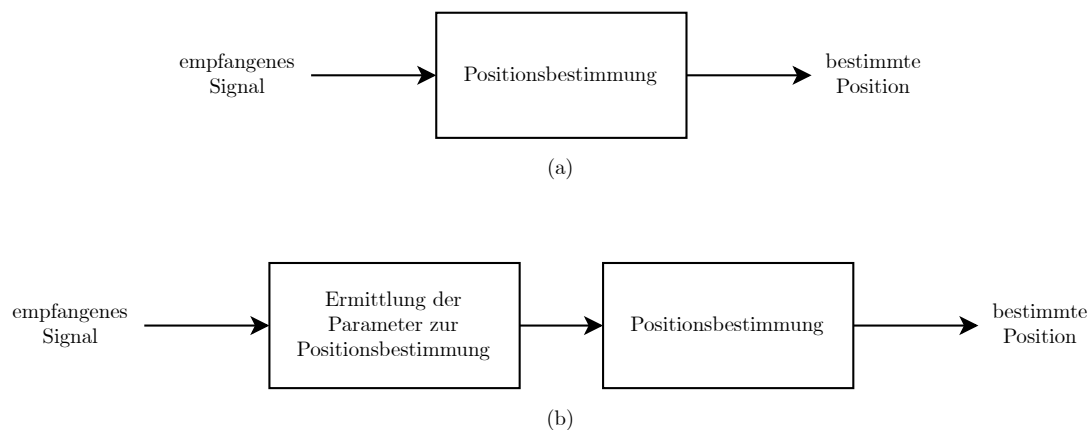 empfangenes
Signal
Positionsbestimmung
bestimmte
Position
(a)
empfangenes
Signal
Ermittlung der
Parameter zur
Positionsbestimmung
Positionsbestimmung
bestimmte
Position
(b)